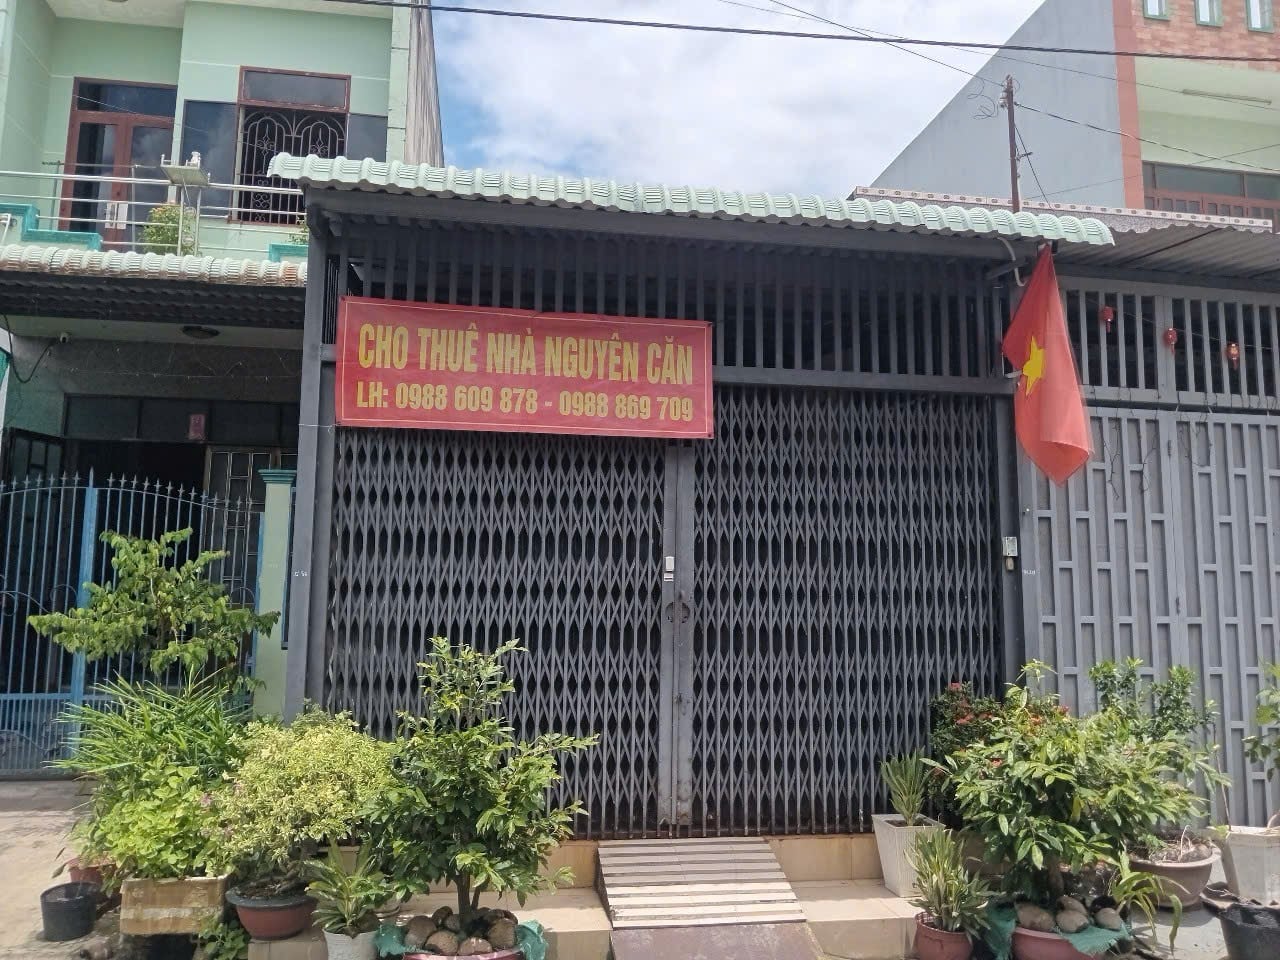 CHO THUÊ NHÀ NGUYÊN CĂN
LH: 0988 609 878 - 0988 869 709